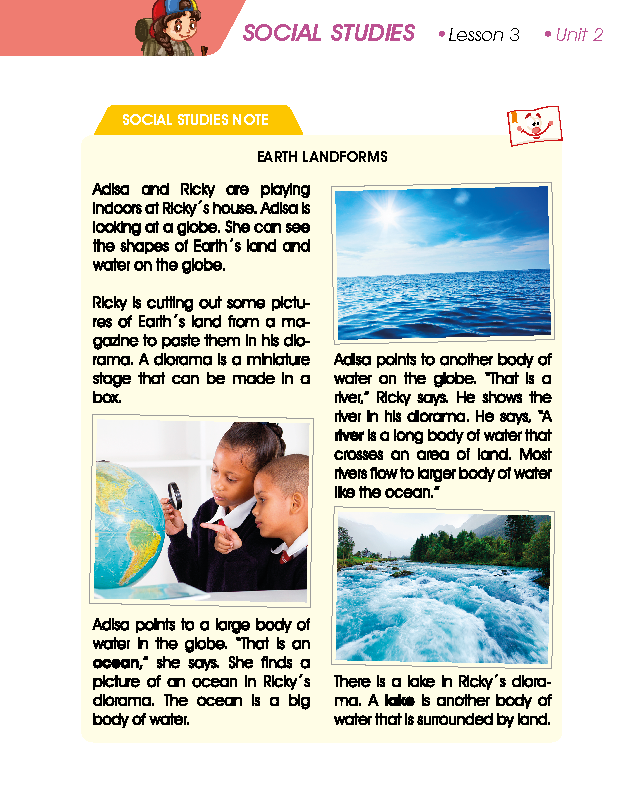 SOCIAL STUDIES • Lesson 3 • Unit 2
SOCIAL STUDIES NOTE
EARTH LANDFORMS
Adisa and Ricky are playing
indoors at Ricky´s house. Adisa is
looking at a globe. She can see
the shapes of Earth´s land and
water on the globe.
Ricky is cutting out some pictu-
res of Earth´s land from a ma-
gazine to paste them in his dio-
rama. A diorama is a miniature
stage that can be made in a
box.
Adisa points to a large body of
water in the globe. "That is an
ocean," she says. She finds a
picture of an ocean in Ricky´s
diorama. The ocean is a big
body of water.
Adisa points to another body of
water on the globe. "That is a
river," Ricky says. He shows the
river in his diorama. He says, "A
river is a long body of water that
crosses an area of land. Most
rivers flow to larger body of water
like the ocean."
There is a lake in Ricky´s diora-
ma. A lake is another body of
water that is surrounded by land.